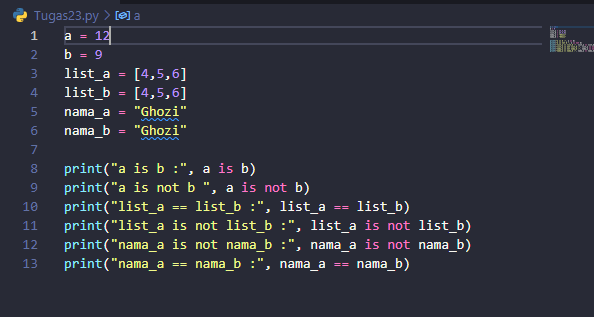 Tugas23.py > a
1 a = 12
2 b = 9
3 list_a = [4,5,6]
4 list_b = [4,5,6]
5 nama_a = "Ghozi"
6 nama_b = "Ghozi"
7
8 print("a is b :", a is b)
9 print("a is not b ", a is not b)
10 print("list_a == list_b :", list_a == list_b)
11 print("list_a is not list_b :", list_a is not list_b)
12 print("nama_a is not nama_b :", nama_a is not nama_b)
13 print("nama_a == nama_b :", nama_a == nama_b)